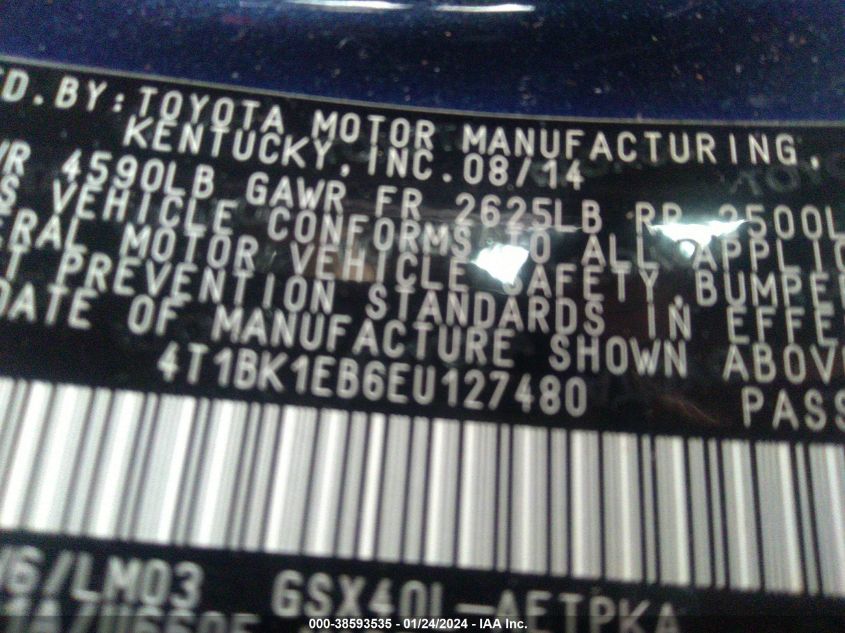 D.BY:TOYOTA MOTOR MANUFACTURING,
KENTUCKY,INC.08/14
4590LB GAWR FR 2625LB RR 2500L
VEHICLE CONFORMS TO ALL APPLIC
ERAL MOTOR VEHICLE SAFETY,BUMPE
PREVENTION STANDARDS IN EFFE
DATE OF MANUFACTURE SHOWN ABOV
4T1BK1EB6EU127480 PASS
/LM03 GSX40L-AETPKA
000-38593535 - 01/24/2024 - IAA Inc.